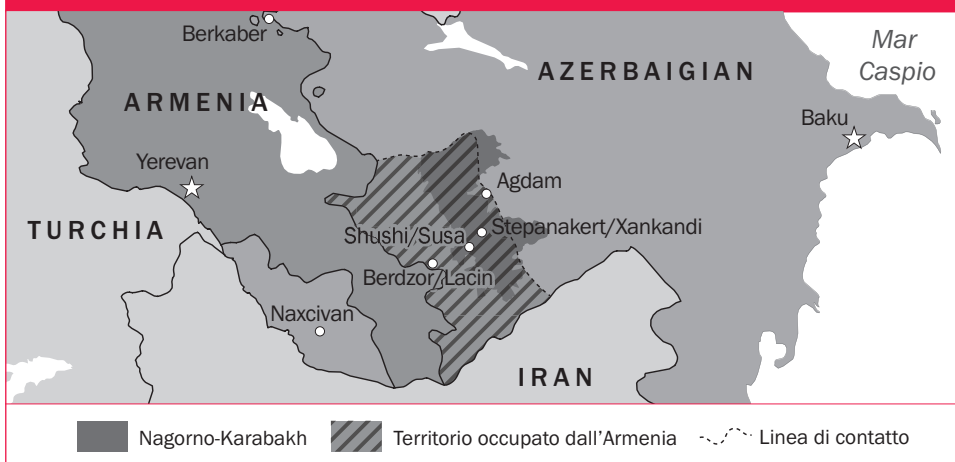 Berkaber
Mar
Caspio
AZERBAIGIAN
ARMENIA
Baku
Yerevan
Agdam
TURCHIA
Stepanakert/Xankandi
Shushi/Susa
Berdzor/Lacin
Naxcivan
IRAN
Nagorno-Karabakh
Territorio occupato dall'Armenia
Linea di contatto